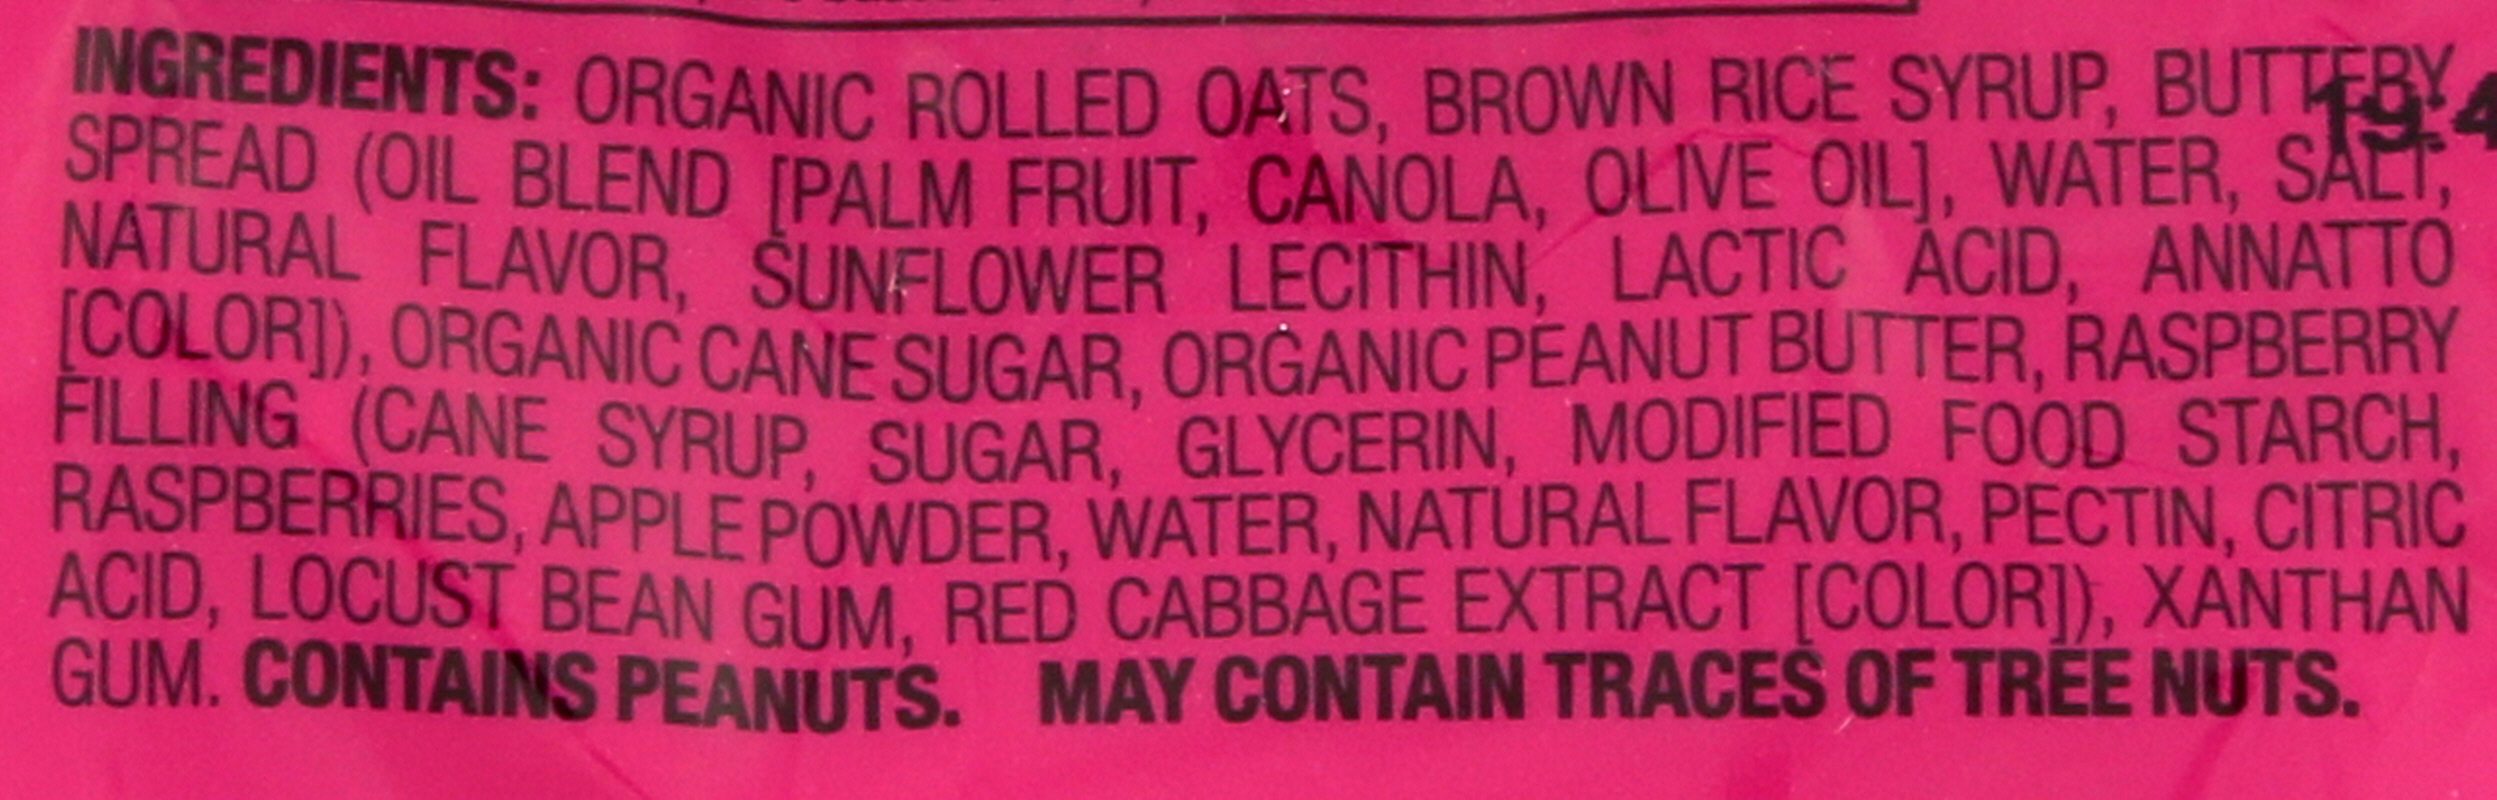 INGREDIENTS: ORGANIC ROLLED OATS, BROWN RICE SYRUP, BUTTERY
SPREAD (OIL BLEND [PALM FRUIT, CANOLA, OLIVE OIL], WATER, SALT,
NATURAL FLAVOR, SUNFLOWER LECITHIN, LACTIC ACID, ANNATTO
[COLOR]), ORGANIC CANE SUGAR, ORGANIC PEANUT BUTTER, RASPBERRY
FILLING (CANE SYRUP, SUGAR, GLYCERIN, MODIFIED FOOD STARCH,
RASPBERRIES, APPLE POWDER, WATER, NATURAL FLAVOR, PECTIN, CITRIC
ACID, LOCUST BEAN GUM, RED CABBAGE EXTRACT [COLOR]), XANTHAN
GUM. CONTAINS PEANUTS. MAY CONTAIN TRACES OF TREE NUTS.